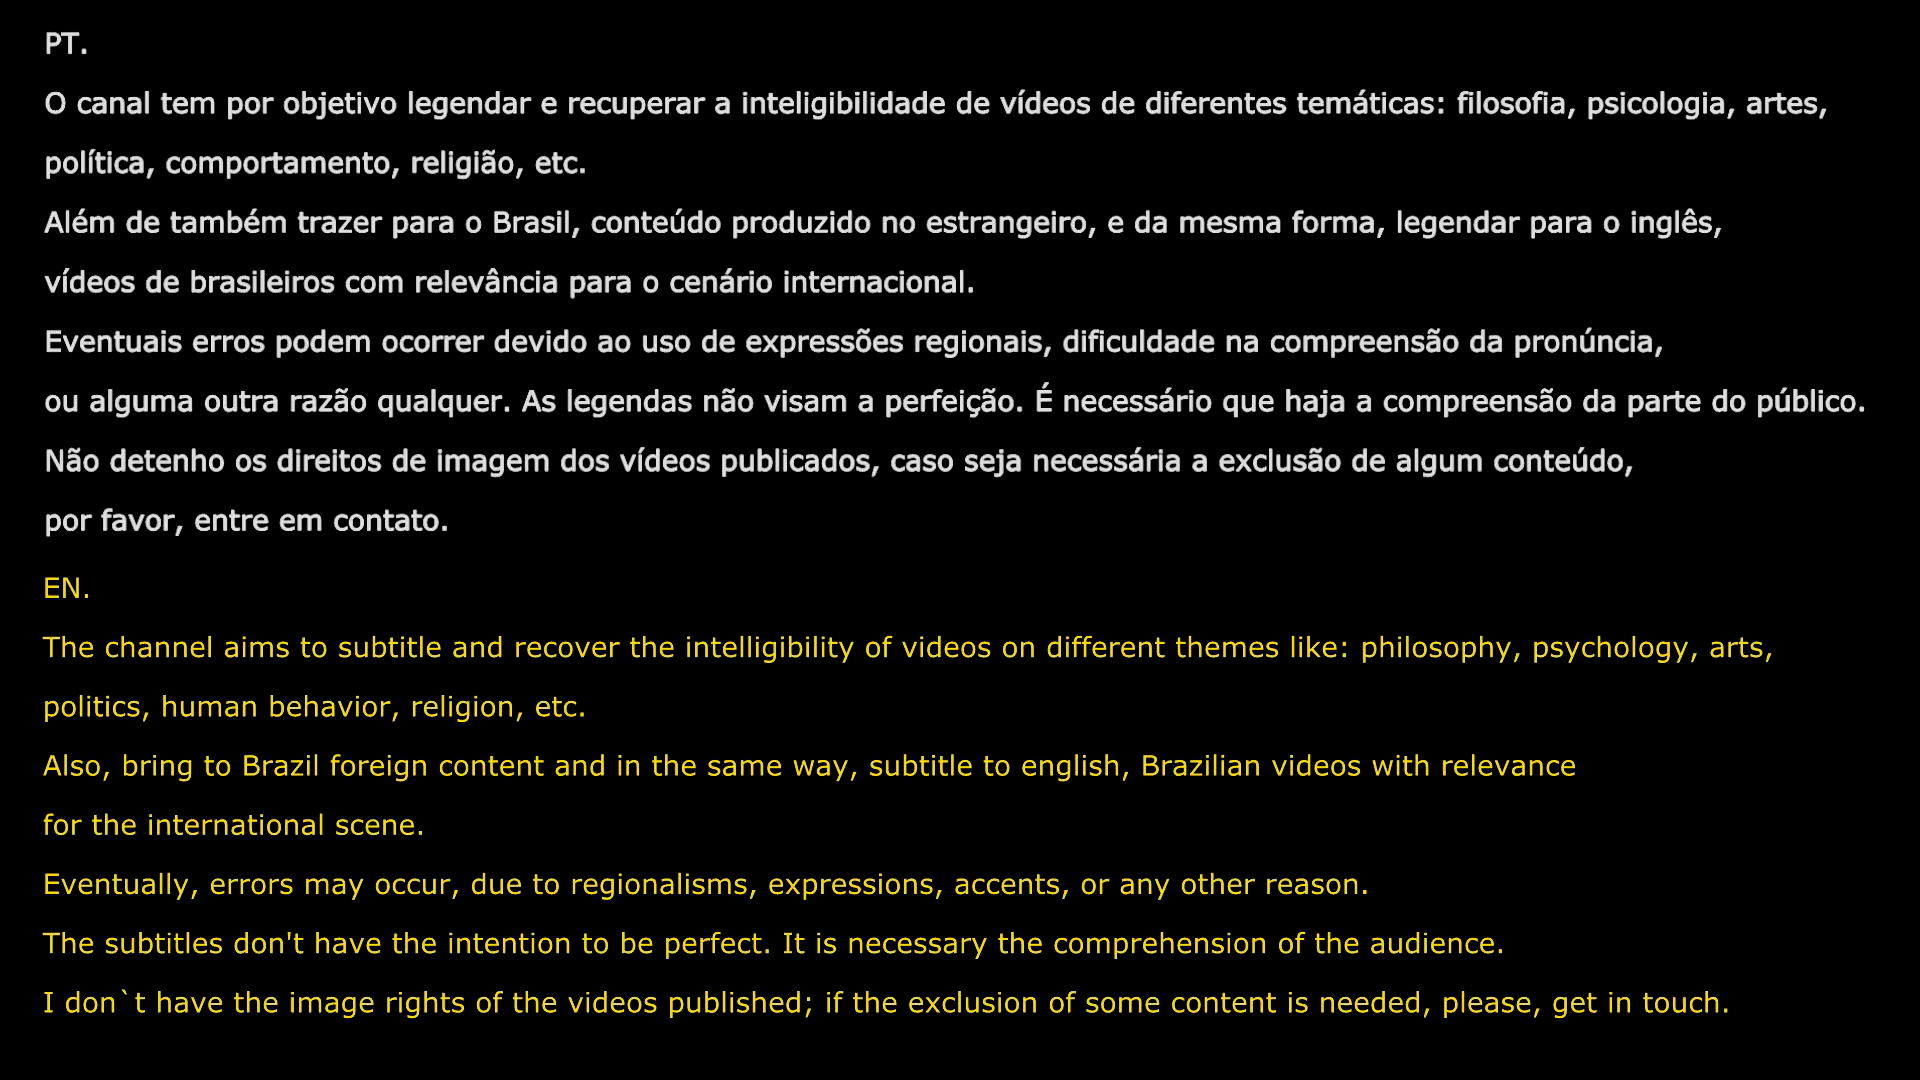 PT.
O canal tem por objetivo legendar e recuperar a inteligibilidade de vídeos de diferentes temáticas: filosofia, psicologia, artes,
política, comportamento, religião, etc.
Além de também trazer para o Brasil, conteúdo produzido no estrangeiro, e da mesma forma, legendar para o inglês,
vídeos de brasileiros com relevância para o cenário internacional.
Eventuais erros podem ocorrer devido ao uso de expressões regionais, dificuldade na compreensão da pronúncia,
ou alguma outra razão qualquer. As legendas não visam a perfeição. É necessário que haja a compreensão da parte do público.
Não detenho os direitos de imagem dos vídeos publicados, caso seja necessária a exclusão de algum conteúdo,
por favor, entre em contato.
EN.
The channel aims to subtitle and recover the intelligibility of videos on different themes like: philosophy, psychology, arts,
politics, human behavior, religion, etc.
Also, bring to Brazil foreign content and in the same way, subtitle to english, Brazilian videos with relevance
for the international scene.
Eventually, errors may occur, due to regionalisms, expressions, accents, or any other reason.
The subtitles don't have the intention to be perfect. It is necessary the comprehension of the audience.
I don`t have the image rights of the videos published; if the exclusion of some content is needed, please, get in touch.